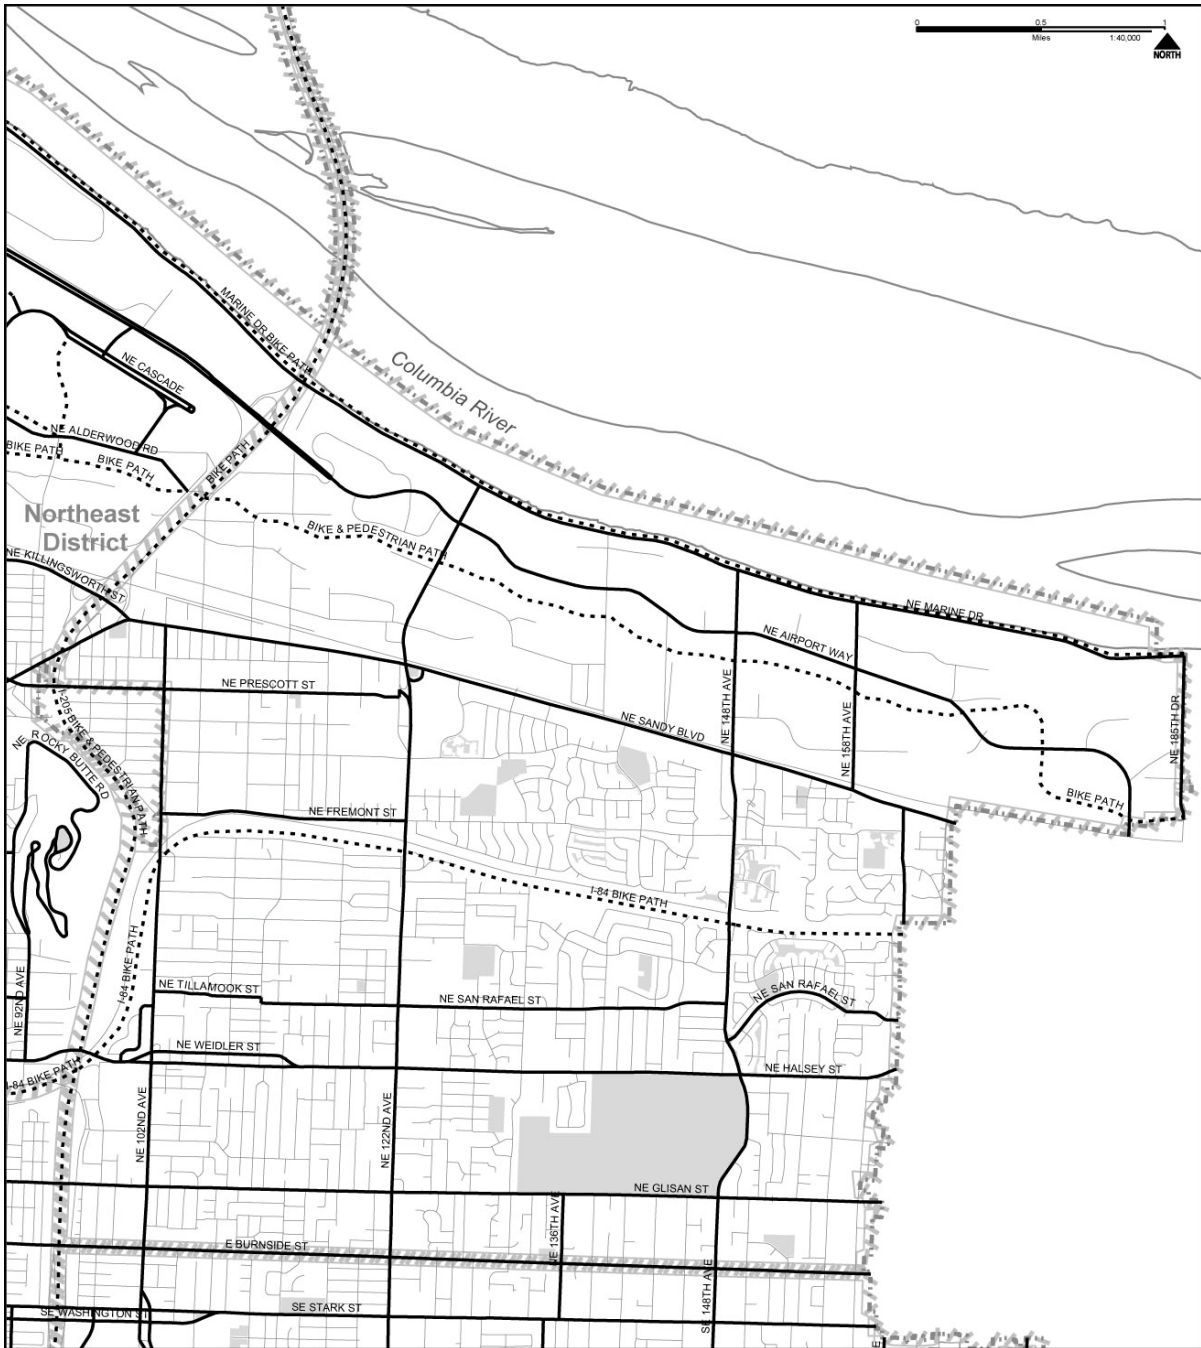 0 0.5 1
Miles 1:40,000
NORTH
MARINE DR BIKE PATH
Columbia River
NE CASCADE
NE ALDERWOOD RD
BIKE PATH
BIKE PATH
BIKE PATH
Northeast
District
BIKE & PEDESTRIAN PATH
NE KILLINGSWORTH ST
NE MARINE DR
NE AIRPORT WAY
NE PRESCOTT ST
NE SANDY BLVD
NE 148TH AVE
NE 158TH AVE
NE 185TH DR
I-205 BIKE & PEDESTRIAN PATH
NE ROCKY BUTTE RD
BIKE PATH
NE FREMONT ST
I-84 BIKE PATH
I-84 BIKE PATH
NE 92ND AVE
NE TILLAMOOK ST
NE SAN RAFAEL ST
NE SAN RAFAEL ST
NE WEIDLER ST
NE HALSEY ST
I-84 BIKE PATH
NE 102ND AVE
NE 122ND AVE
NE GLISAN ST
NE 136TH AVE
E BURNSIDE ST
SE 148TH AVE
SE WASHINGTON ST
SE STARK ST
E